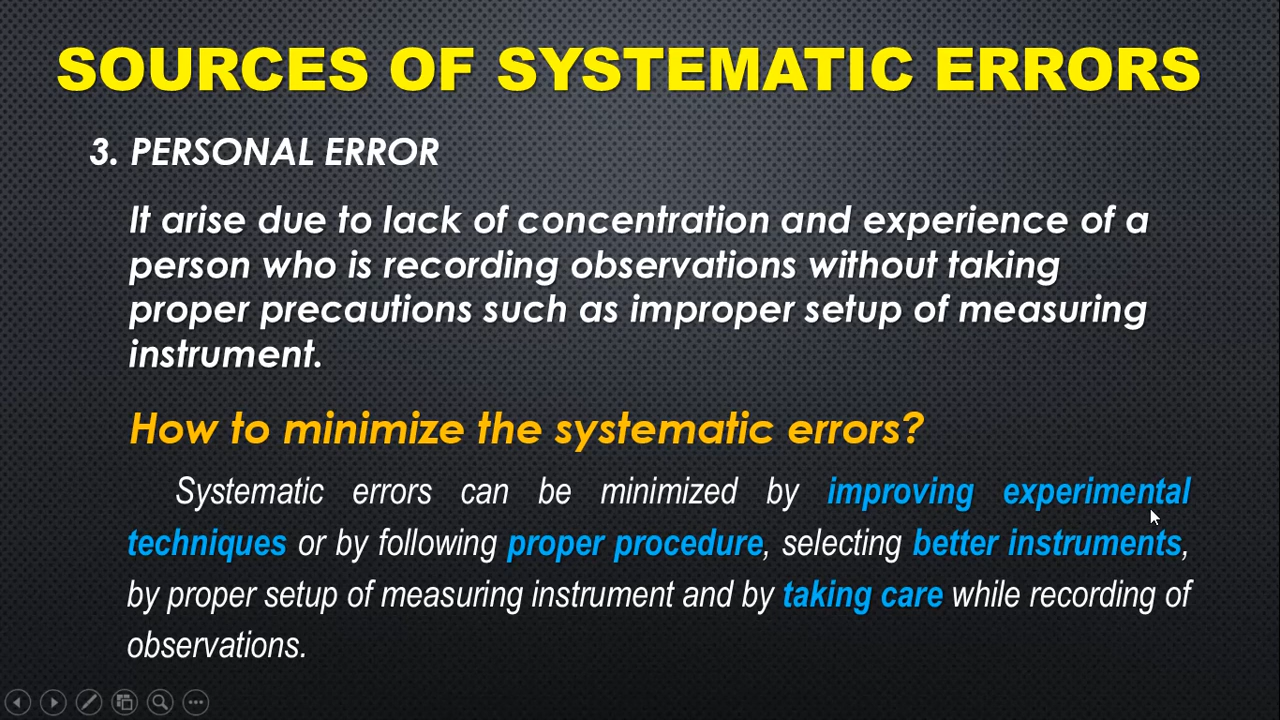 SOURCES OF SYSTEMATIC ERRORS
3. PERSONAL ERROR
It arise due to lack of concentration and experience of a
person who is recording observations without taking
proper precautions such as improper setup of measuring
instrument.
How to minimize the systematic errors?
Systematic errors can be minimized by improving experimental
techniques or by following proper procedure, selecting better instruments,
by proper setup of measuring instrument and by taking care while recording of
observations.